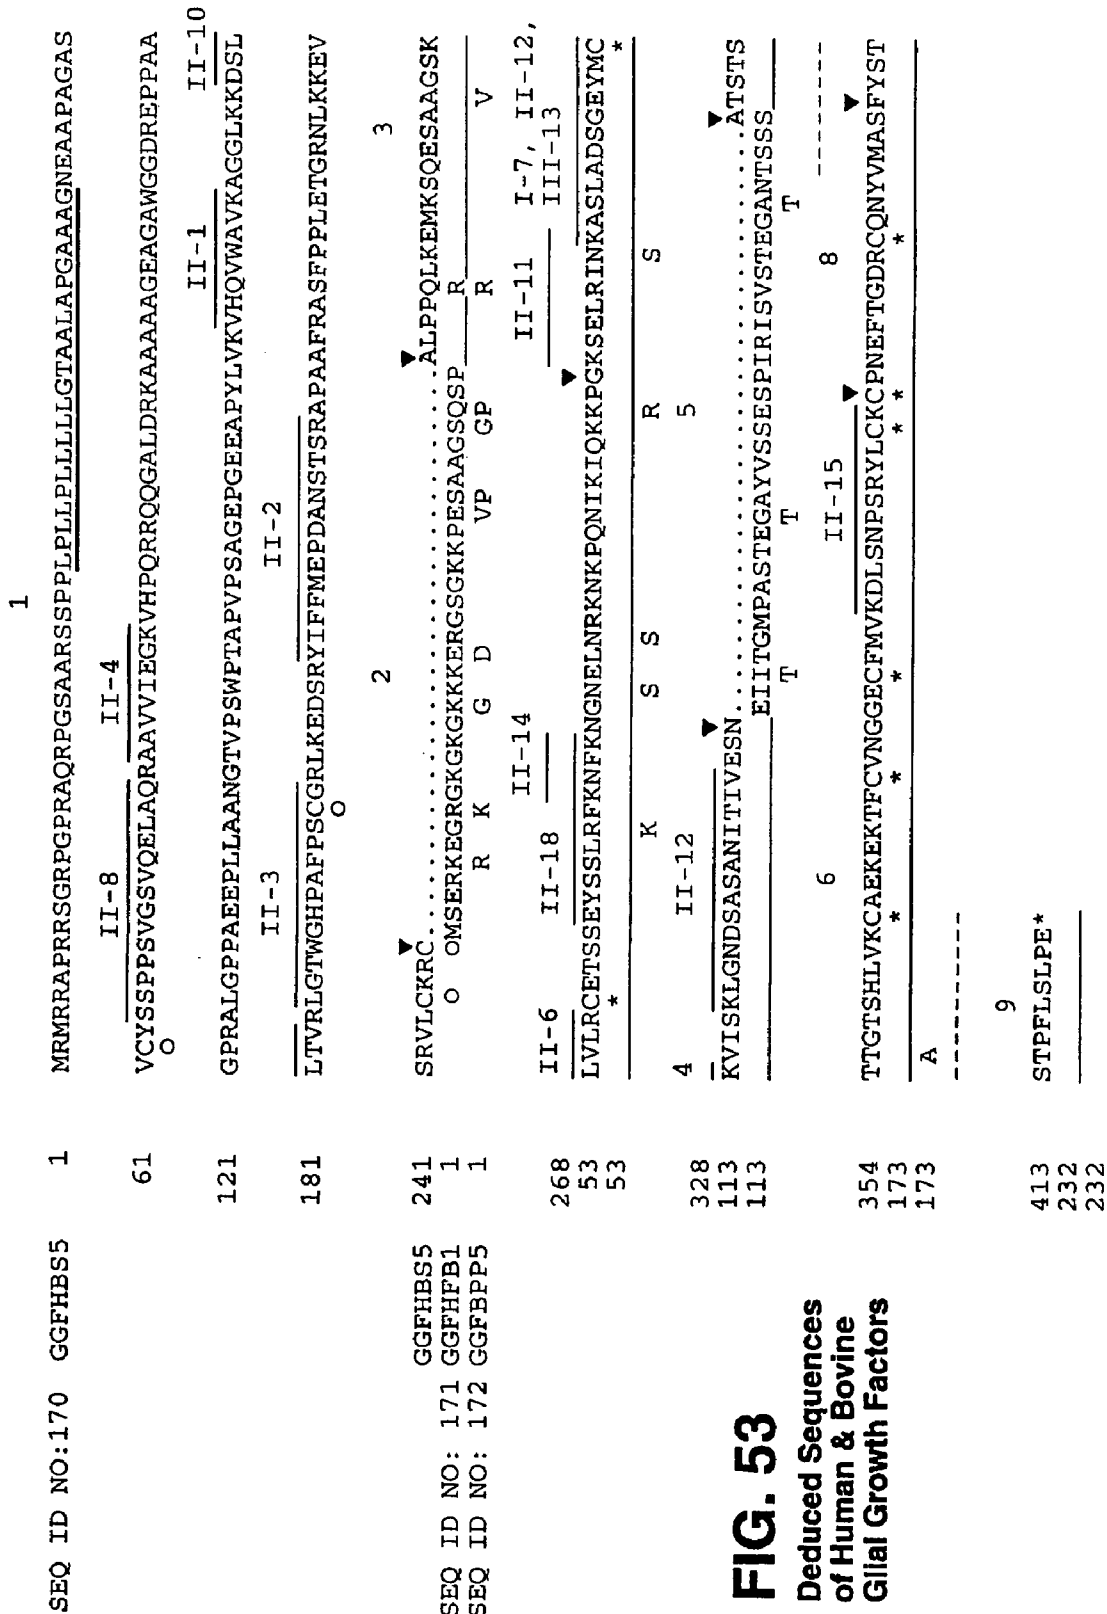 1
SEQ ID NO:170 GGFHBS5 1 MRMRRAPRRSGRPGPRAQRPGSAARSSPPLPLLPLLLLLGTAALAPGAAAGNEAAPAGAS
II-8 II-4
61 VCYSSPPSVGSVQELAQRAAVVIEGKVHPQRRQQGALDRKAAAAAGEAGAWGGDREPPAA
O
II-1 II-10
121 GPRALGPPAEEPLLAANGTVPSWPTAPVPSAGEPGEEAPYLVKVHQVWAVKAGGLKKDSL
II-3 II-2
181 LTVRLGTWGHPAFPSCGRLKEDSRYIFFMEPDANSTSRAPAAFRASFPPLETGRNLKKEV
O
2 3
▼ ▼
GGFHBS5 241 SRVLCKRC......................................ALPPQLKEMKSQESAAGSK
SEQ ID NO: 171 GGFHFB1 1 O OMSERKEGRGKGKGKKKERGSGKKPESAAGSQSP R
SEQ ID NO: 172 GGFBPP5 1 R K G D VP GP R V
II-6 II-18 II-14 II-11 I-7, II-12, III-13
▼
268 LVLRCETSSEYSSLRFKNFKNGNELNRKNKPQNIKIQKKPGKSELRINKASLADSGEYMC
53 * *
53 K S S R S
4 II-12 5
▼ ▼
328 KVISKLGNDSASANITIVESN......................................ATSTS
113 EIITGMPASTEGAYVSSESPIRISVSTEGANTSSS
113 T T T
6 II-15 8
▼ ▼
354 TTGTSHLVKCAEKEKTFCVNGGECFMVKDLSNPSRYLCKCPNEFTGDRCQNYVMASFYST
173 * * * * * *
173 A
9
413 STPFLSLPE*
232
232
FIG. 53
Deduced Sequences
of Human & Bovine
Glial Growth Factors